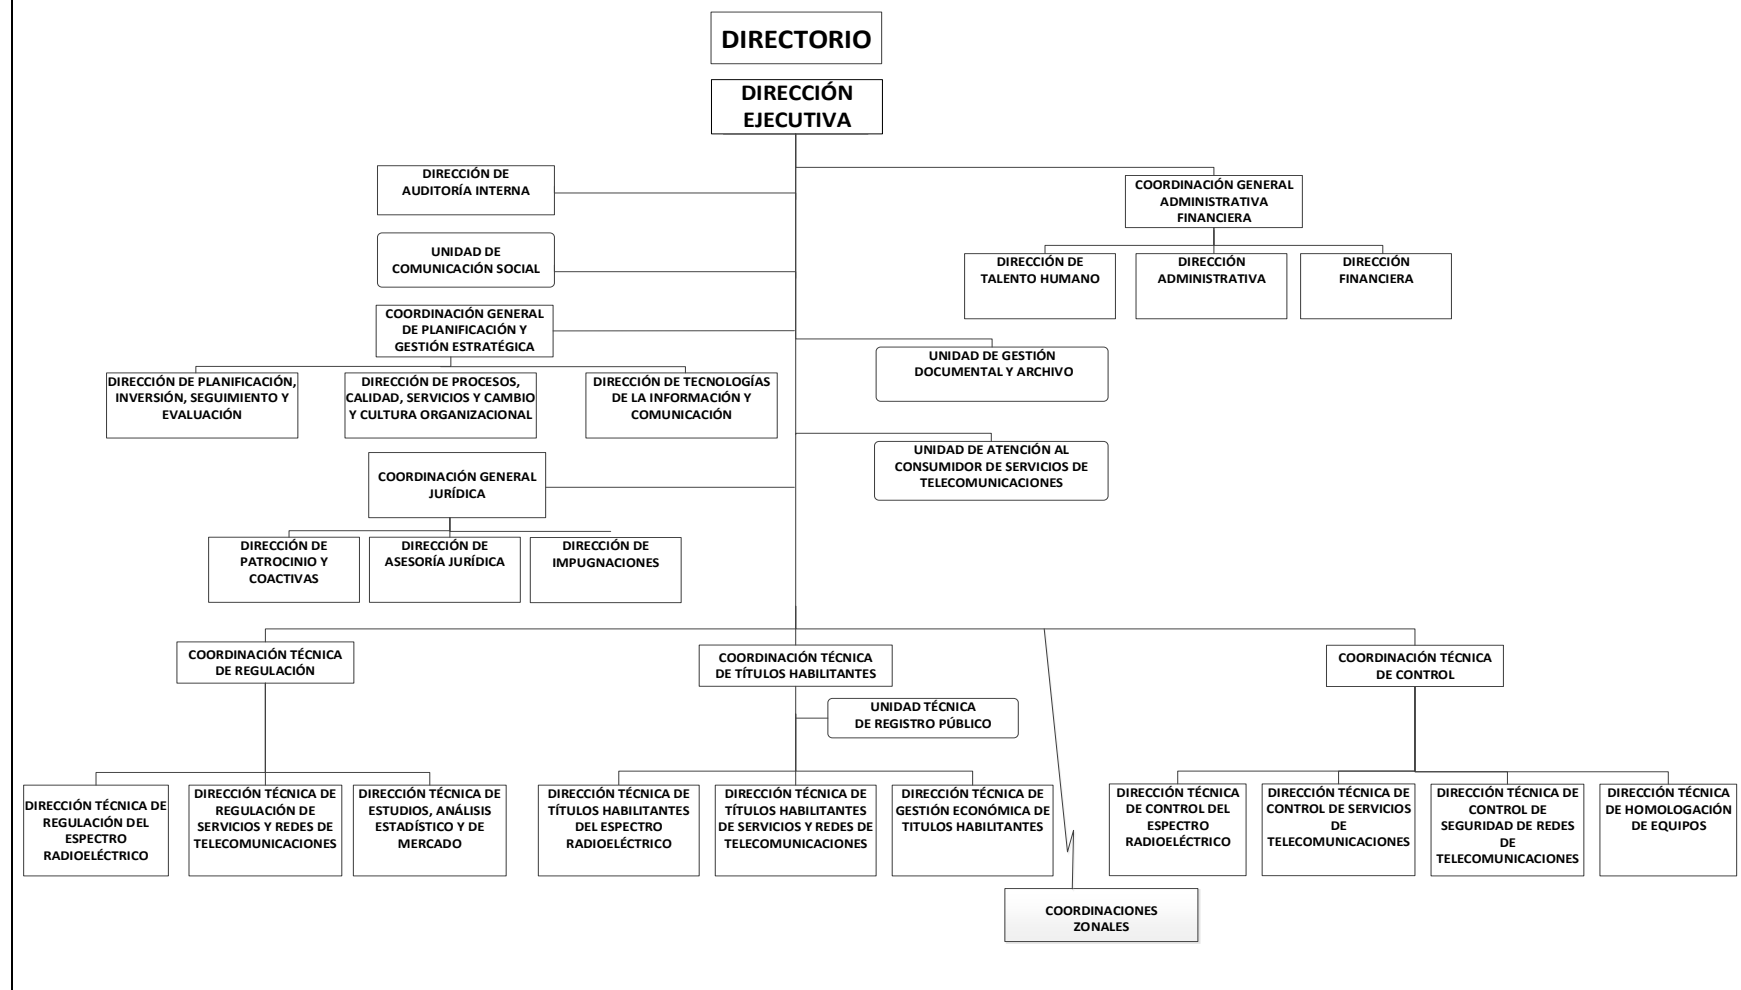 DIRECTORIO
DIRECCIÓN
EJECUTIVA
DIRECCIÓN DE
AUDITORÍA INTERNA
COORDINACIÓN GENERAL
ADMINISTRATIVA
FINANCIERA
UNIDAD DE
COMUNICACIÓN SOCIAL
DIRECCIÓN DE
TALENTO HUMANO
DIRECCIÓN
ADMINISTRATIVA
DIRECCIÓN
FINANCIERA
COORDINACIÓN GENERAL
DE PLANIFICACIÓN Y
GESTIÓN ESTRATÉGICA
UNIDAD DE GESTIÓN
DOCUMENTAL Y ARCHIVO
DIRECCIÓN DE PLANIFICACIÓN,
INVERSIÓN, SEGUIMIENTO Y
EVALUACIÓN
DIRECCIÓN DE PROCESOS,
CALIDAD, SERVICIOS Y CAMBIO
Y CULTURA ORGANIZACIONAL
DIRECCIÓN DE TECNOLOGÍAS
DE LA INFORMACIÓN Y
COMUNICACIÓN
UNIDAD DE ATENCIÓN AL
CONSUMIDOR DE SERVICIOS DE
TELECOMUNICACIONES
COORDINACIÓN GENERAL
JURÍDICA
DIRECCIÓN DE
PATROCINIO Y
COACTIVAS
DIRECCIÓN DE
ASESORÍA JURÍDICA
DIRECCIÓN DE
IMPUGNACIONES
COORDINACIÓN TÉCNICA
DE REGULACIÓN
COORDINACIÓN TÉCNICA
DE TÍTULOS HABILITANTES
COORDINACIÓN TÉCNICA
DE CONTROL
UNIDAD TÉCNICA
DE REGISTRO PÚBLICO
DIRECCIÓN TÉCNICA DE
REGULACIÓN DEL
ESPECTRO
RADIOELÉCTRICO
DIRECCIÓN TÉCNICA DE
REGULACIÓN DE
SERVICIOS Y REDES DE
TELECOMUNICACIONES
DIRECCIÓN TÉCNICA DE
ESTUDIOS, ANÁLISIS
ESTADÍSTICO Y DE
MERCADO
DIRECCIÓN TÉCNICA DE
TÍTULOS HABILITANTES
DEL ESPECTRO
RADIOELÉCTRICO
DIRECCIÓN TÉCNICA DE
TÍTULOS HABILITANTES
DE SERVICIOS Y REDES DE
TELECOMUNICACIONES
DIRECCIÓN TÉCNICA DE
GESTIÓN ECONÓMICA DE
TITULOS HABILITANTES
DIRECCIÓN TÉCNICA
DE CONTROL DEL
ESPECTRO
RADIOELÉCTRICO
DIRECCIÓN TÉCNICA DE
CONTROL DE SERVICIOS
DE
TELECOMUNICACIONES
DIRECCIÓN TÉCNICA DE
CONTROL DE
SEGURIDAD DE REDES
DE
TELECOMUNICACIONES
DIRECCIÓN TÉCNICA
DE HOMOLOGACIÓN
DE EQUIPOS
COORDINACIONES
ZONALES